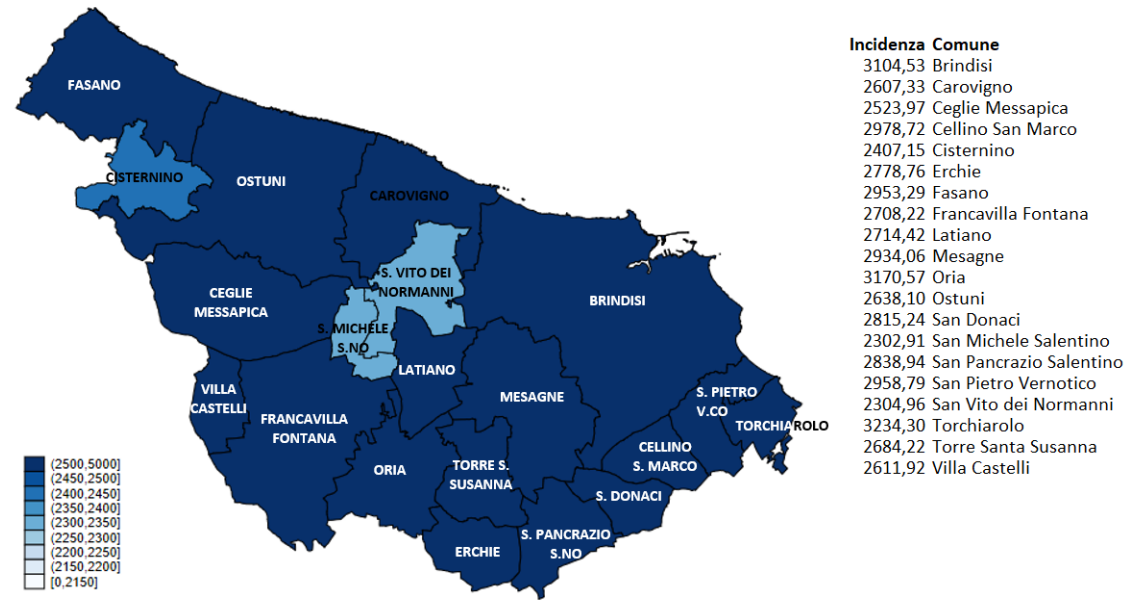 FASANO
CISTERNINO
OSTUNI
CAROVIGNO
S. VITO DEI
NORMANNI
CEGLIE
MESSAPICA
BRINDISI
S. MICHELE
S.NO
LATIANO
VILLA
CASTELLI
MESAGNE
S. PIETRO
V.CO
FRANCAVILLA
FONTANA
TORCHIAROLO
CELLINO
S. MARCO
ORIA
TORRE S.
SUSANNA
S. DONACI
S. PANCRAZIO
S.NO
ERCHIE
(2500,5000]
(2450,2500]
(2400,2450]
(2350,2400]
(2300,2350]
(2250,2300]
(2200,2250]
(2150,2200]
[0,2150]
Incidenza Comune
3104,53 Brindisi
2607,33 Carovigno
2523,97 Ceglie Messapica
2978,72 Cellino San Marco
2407,15 Cisternino
2778,76 Erchie
2953,29 Fasano
2708,22 Francavilla Fontana
2714,42 Latiano
2934,06 Mesagne
3170,57 Oria
2638,10 Ostuni
2815,24 San Donaci
2302,91 San Michele Salentino
2838,94 San Pancrazio Salentino
2958,79 San Pietro Vernotico
2304,96 San Vito dei Normanni
3234,30 Torchiarolo
2684,22 Torre Santa Susanna
2611,92 Villa Castelli